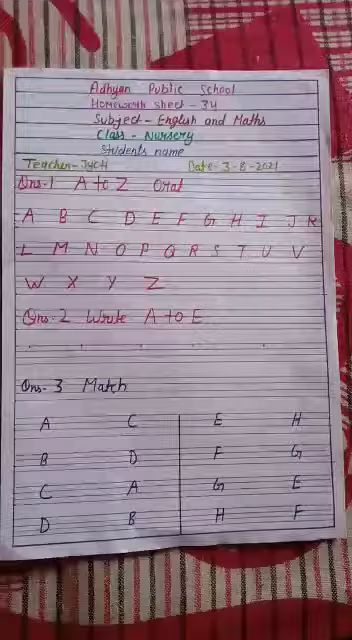 Adhyan Public School
Homework sheet - 34
Subject - English and Maths
Class - Nursery
Students name
Teacher - Jyoti Date - 3-8-2021
Qns-1 A to Z Oral
A B C D E F G H I J K
L M N O P Q R S T U V
W X Y Z
Qns-2 Write A to E
Qns-3 Match
A C E H
B D F G
C A G E
D B H F